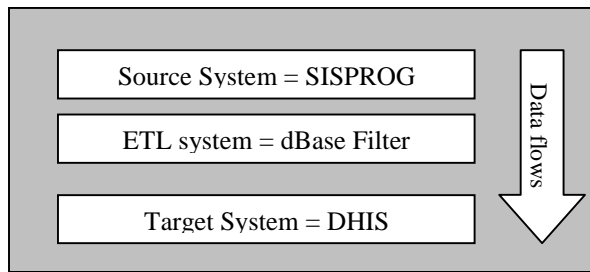 Source System = SISPROG
ETL system = dBase Filter
Target System = DHIS
Data flows